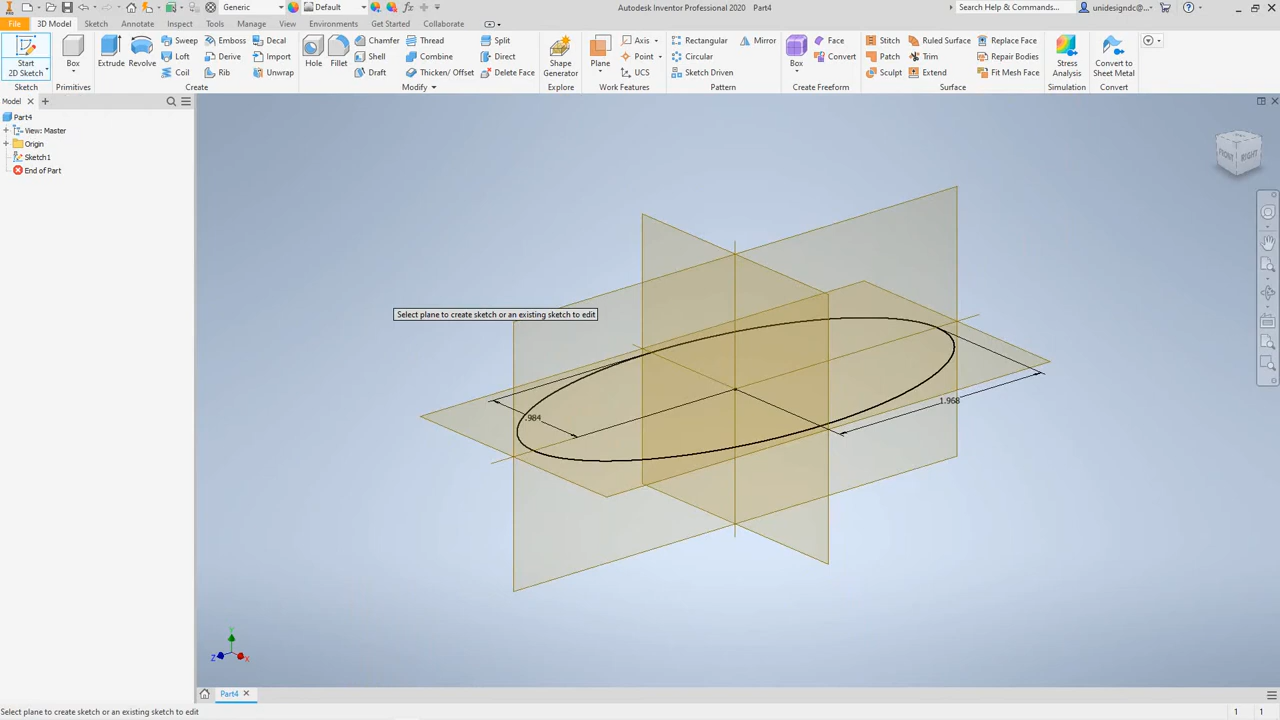 Generic
Default
Autodesk Inventor Professional 2020 Part4
Search Help & Commands...
unidesigndc@...
File
3D Model
Sketch
Annotate
Inspect
Tools
Manage
View
Environments
Get Started
Collaborate
Start
2D Sketch
Sketch
Box
Primitives
Extrude
Revolve
Sweep
Loft
Coil
Emboss
Derive
Rib
Decal
Import
Unwrap
Create
Hole
Fillet
Chamfer
Shell
Draft
Thread
Combine
Thicken/ Offset
Split
Direct
Delete Face
Modify
Shape
Generator
Explore
Plane
Axis
Point
UCS
Work Features
Rectangular
Circular
Sketch Driven
Mirror
Pattern
Box
Face
Convert
Create Freeform
Stitch
Patch
Sculpt
Ruled Surface
Trim
Extend
Replace Face
Repair Bodies
Fit Mesh Face
Surface
Stress
Analysis
Simulation
Convert to
Sheet Metal
Convert
Model
Part4
View: Master
Origin
Sketch1
End of Part
FRONT
RIGHT
Select plane to create sketch or an existing sketch to edit
.984
1.968
Y
Z
X
Part4
Select plane to create sketch or an existing sketch to edit
1
1